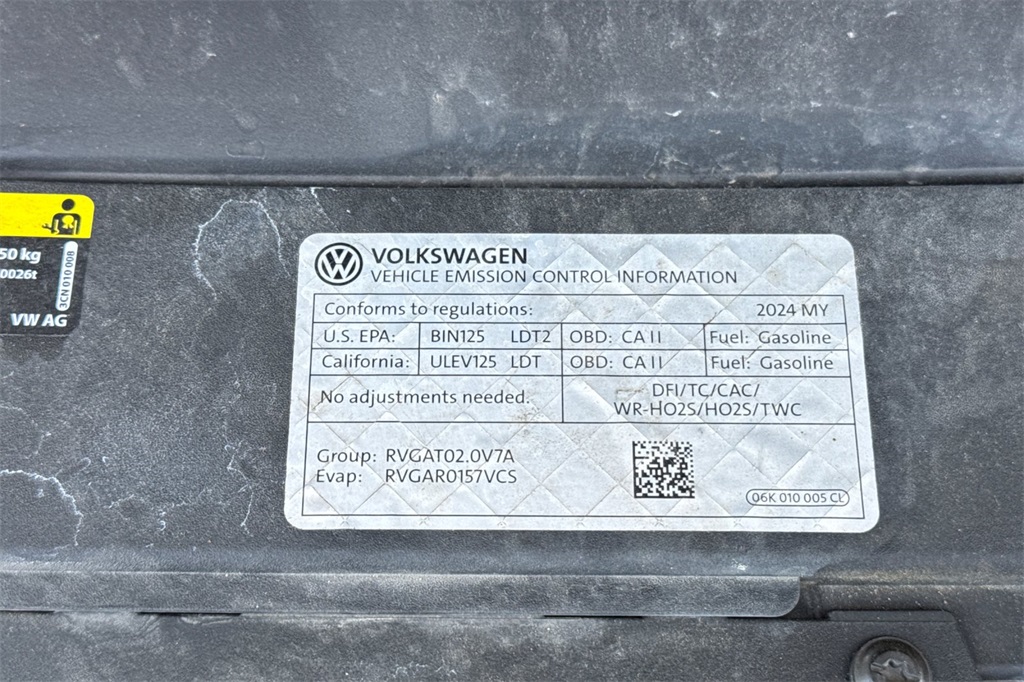 50 kg
0026t
3CN 010 008
VW AG
VOLKSWAGEN
VEHICLE EMISSION CONTROL INFORMATION
Conforms to regulations: 2024 MY
U.S. EPA: BIN125 LDT2 OBD: CA II Fuel: Gasoline
California: ULEV125 LDT OBD: CA II Fuel: Gasoline
No adjustments needed.
DFI/TC/CAC/
WR-HO2S/HO2S/TWC
Group: RVGAT02.0V7A
Evap: RVGAR0157VCS
06K 010 005 CL